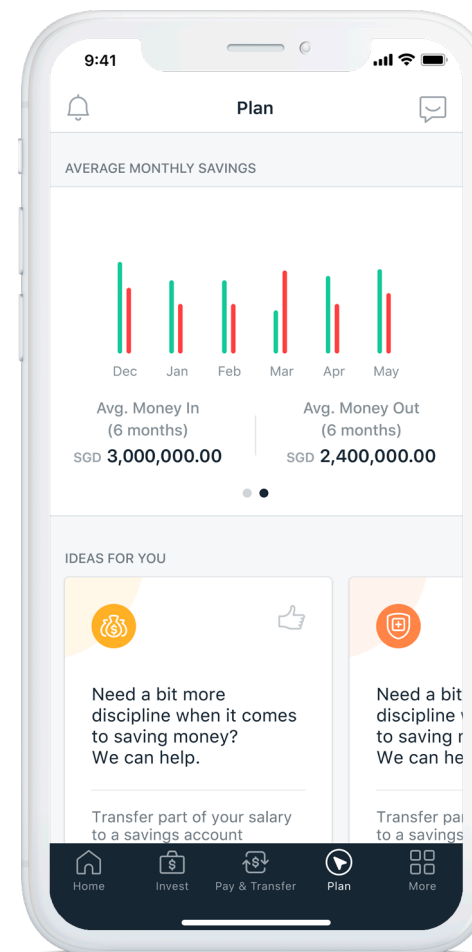 9:41
Plan
AVERAGE MONTHLY SAVINGS
Dec Jan Feb Mar Apr May
Avg. Money In
(6 months)
SGD 3,000,000.00
Avg. Money Out
(6 months)
SGD 2,400,000.00
IDEAS FOR YOU
Need a bit more
discipline when it comes
to saving money?
We can help.
Transfer part of your salary
to a savings account
Need a bit
discipline
to saving
We can he
Transfer par
to a savings
Home Invest Pay & Transfer Plan More